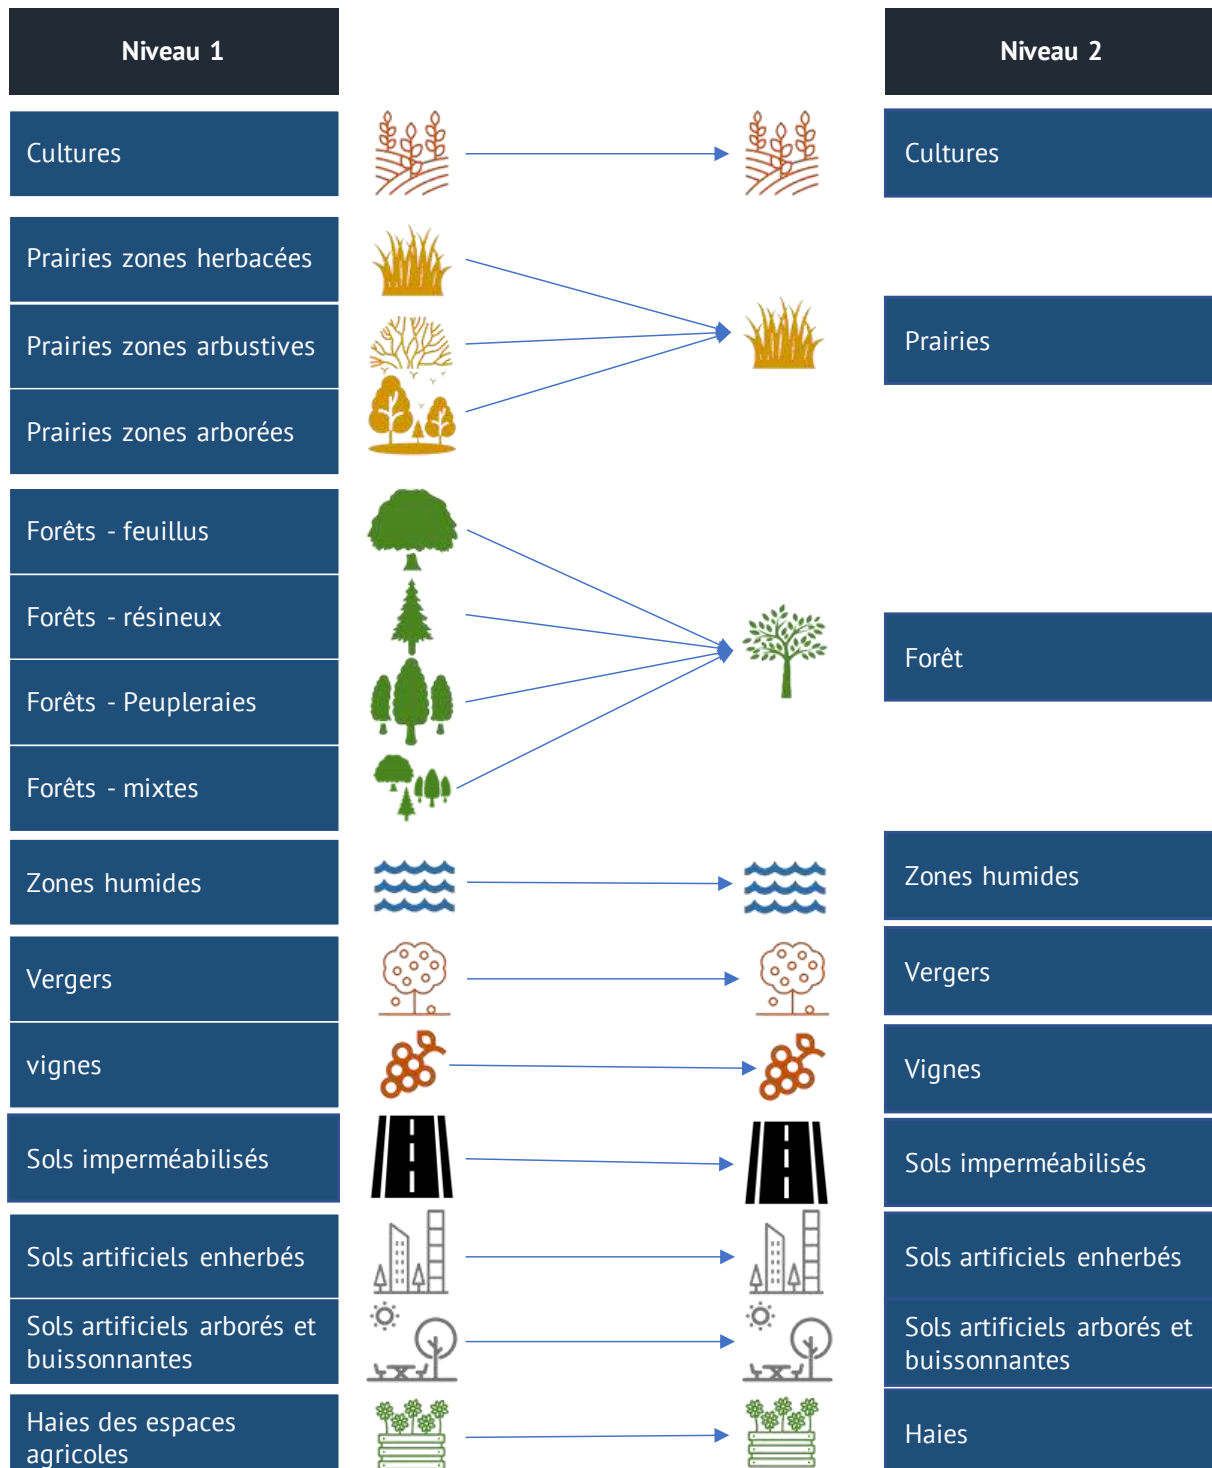 Niveau 1
Niveau 2
Cultures
Cultures
Prairies zones herbacées
Prairies zones arbustives
Prairies
Prairies zones arborées
Forêts - feuillus
Forêts - résineux
Forêt
Forêts - Peupleraies
Forêts - mixtes
Zones humides
Zones humides
Vergers
Vergers
vignes
Vignes
Sols imperméabilisés
Sols imperméabilisés
Sols artificiels enherbés
Sols artificiels enherbés
Sols artificiels arborés et
buissonnantes
Sols artificiels arborés et
buissonnantes
Haies des espaces
agricoles
Haies